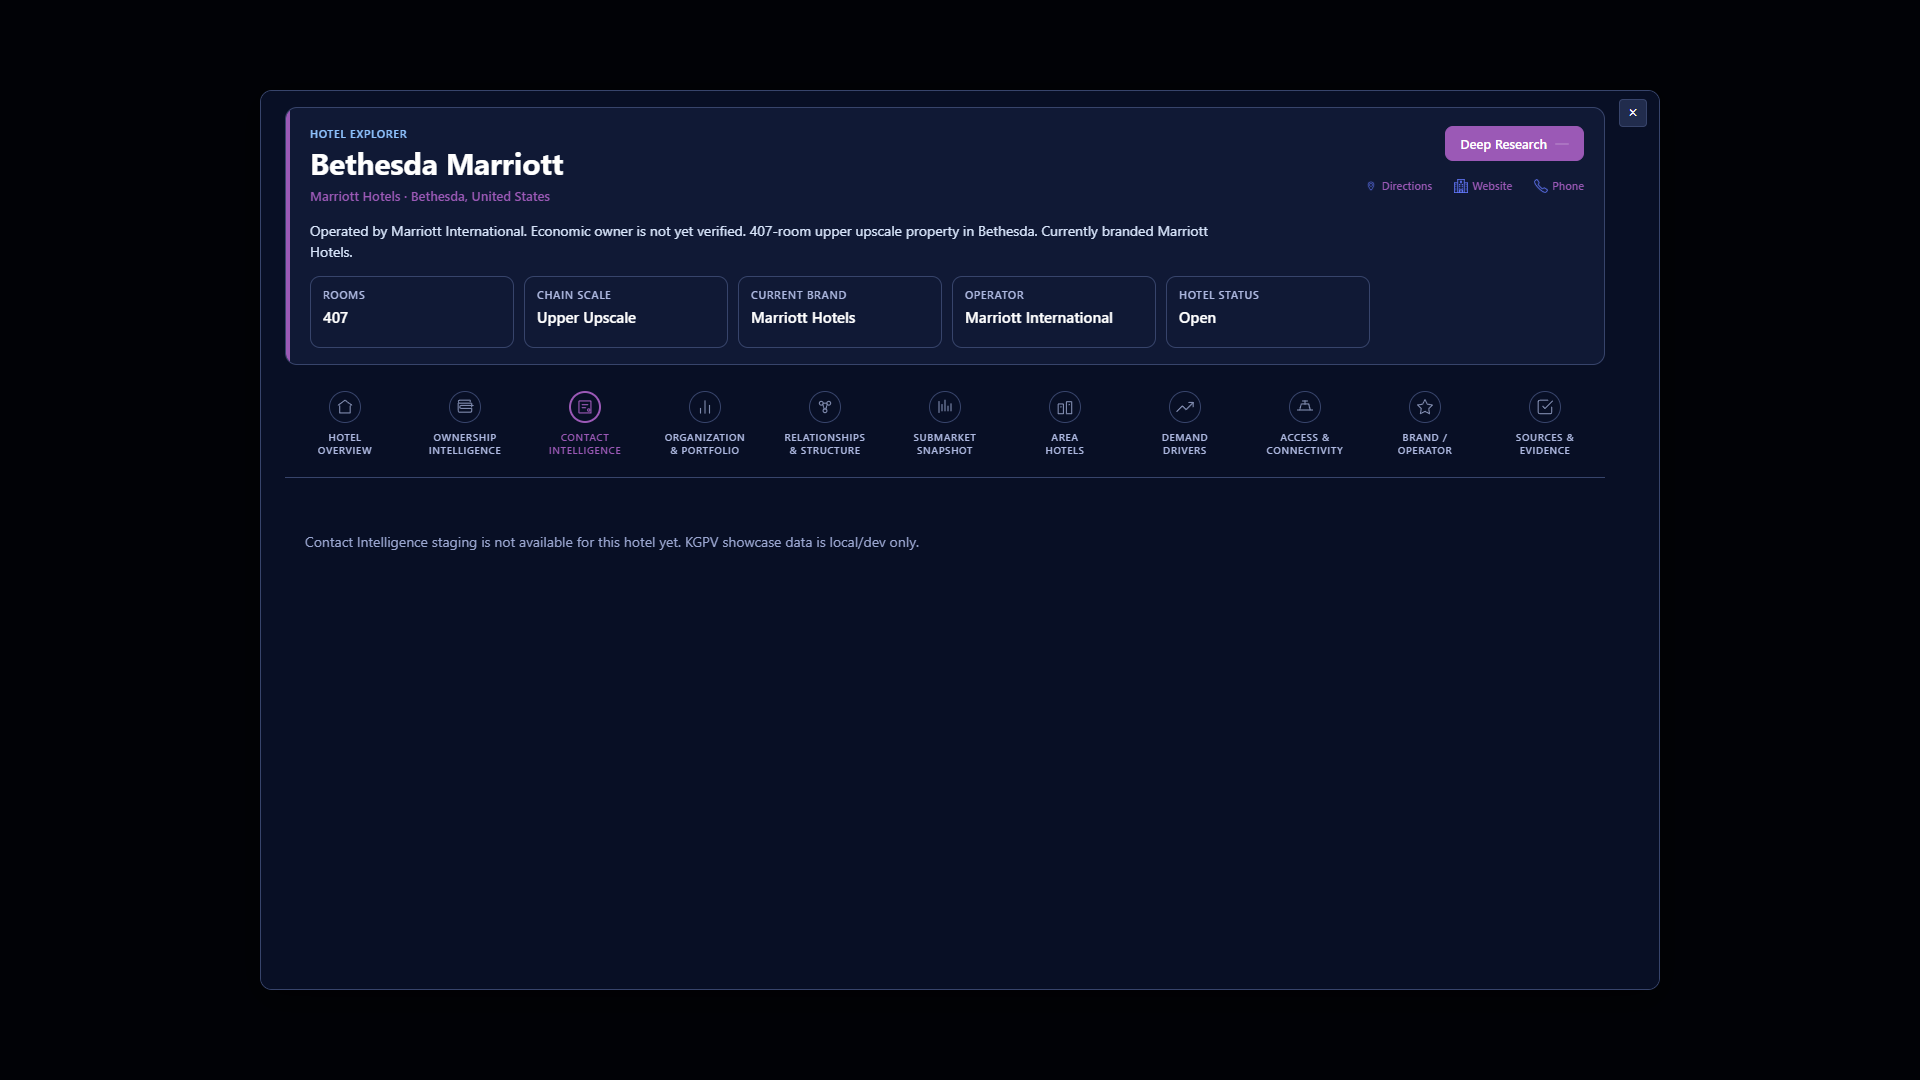 HOTEL EXPLORER
Bethesda Marriott
Marriott Hotels · Bethesda, United States
Deep Research
Directions
Website
Phone
×
Operated by Marriott International. Economic owner is not yet verified. 407-room upper upscale property in Bethesda. Currently branded Marriott
Hotels.
ROOMS
407
CHAIN SCALE
Upper Upscale
CURRENT BRAND
Marriott Hotels
OPERATOR
Marriott International
HOTEL STATUS
Open
HOTEL
OVERVIEW
OWNERSHIP
INTELLIGENCE
CONTACT
INTELLIGENCE
ORGANIZATION
& PORTFOLIO
RELATIONSHIPS
& STRUCTURE
SUBMARKET
SNAPSHOT
AREA
HOTELS
DEMAND
DRIVERS
ACCESS &
CONNECTIVITY
BRAND /
OPERATOR
SOURCES &
EVIDENCE
Contact Intelligence staging is not available for this hotel yet. KGPV showcase data is local/dev only.